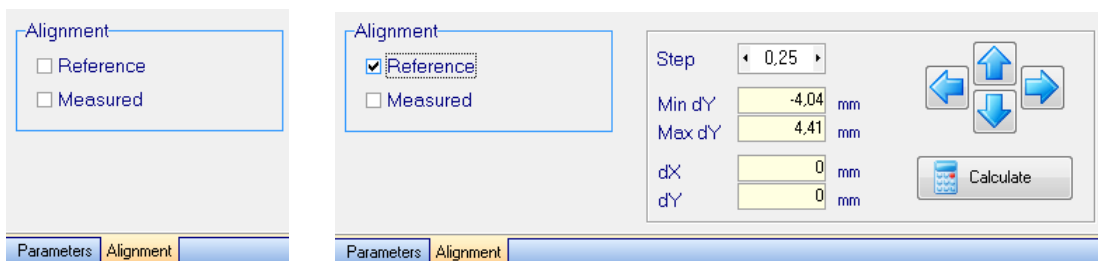 Alignment
Reference
Measured
Parameters Alignment
Alignment
Reference
Measured
Step 0,25
Min dY -4,04 mm
Max dY 4,41 mm
dX 0 mm
dY 0 mm
Calculate
Parameters Alignment